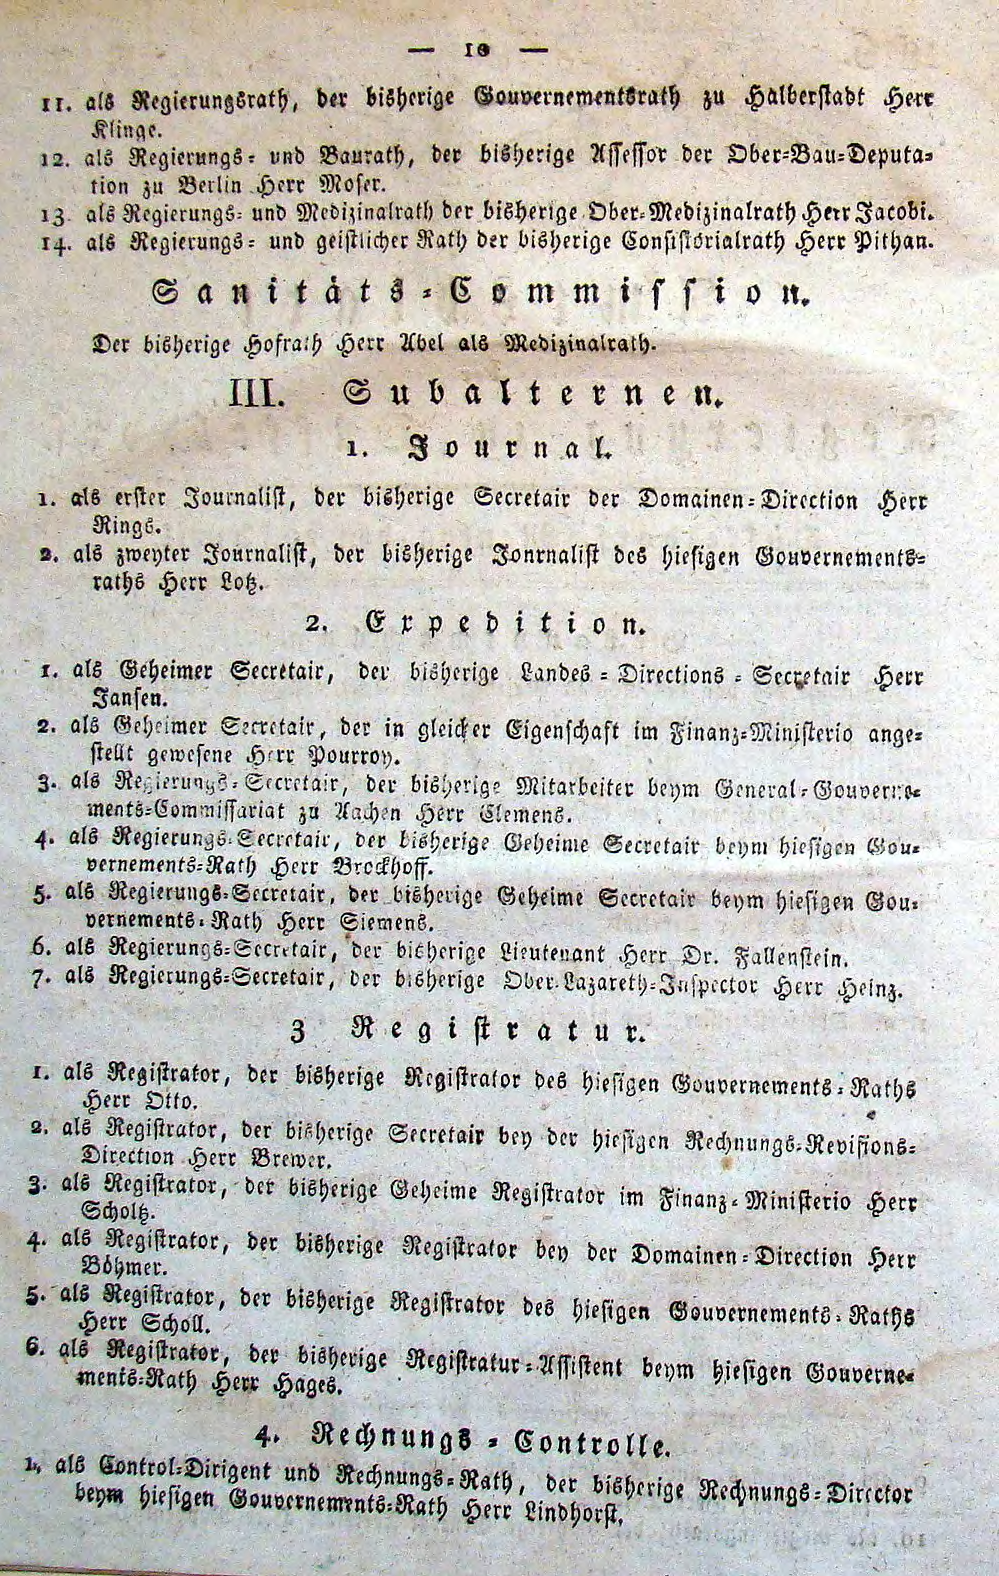 — 10 —
11. als Regierungsrath, der bisherige Gouvernementsrath zu Halberstadt Herr
Klinge.
12. als Regierungs- und Baurath, der bisherige Assessor der Ober-Bau-Deputa-
tion zu Berlin Herr Moser.
13. als Regierungs- und Medizinalrath der bisherige Ober-Medizinalrath Herr Jacobi.
14. als Regierungs- und geistlicher Rath der bisherige Consistorialrath Herr Pithan.
Sanitäts-Commission.
Der bisherige Hofrath Herr Abel als Medizinalrath.
III. Subalternen.
1. Journal.
1. als erster Journalist, der bisherige Secretair der Domainen-Direction Herr
Rings.
2. als zweyter Journalist, der bisherige Jonrnalist des hiesigen Gouvernements-
raths Herr Lotz.
2. Expedition.
1. als Geheimer Secretair, der bisherige Landes-Directions-Secretair Herr
Jansen.
2. als Geheimer Secretair, der in gleicher Eigenschaft im Finanz-Ministerio ange-
stellt gewesene Herr Pourroy.
3. als Regierungs-Secretair, der bisherige Mitarbeiter beym General-Gouverne-
ments-Commissariat zu Aachen Herr Clemens.
4. als Regierungs-Secretair, der bisherige Geheime Secretair beym hiesigen Gou-
vernements-Rath Herr Brockhoff.
5. als Regierungs-Secretair, der bisherige Geheime Secretair beym hiesigen Gou-
vernements-Rath Herr Siemens.
6. als Regierungs-Secretair, der bisherige Lieutenant Herr Dr. Fallenstein.
7. als Regierungs-Secretair, der bisherige Ober-Lazareth-Inspector Herr Heinz.
3 Registratur.
1. als Registrator, der bisherige Registrator des hiesigen Gouvernements-Raths
Herr Otto.
2. als Registrator, der bisherige Secretair bey der hiesigen Rechnungs-Revisions-
Direction Herr Brewer.
3. als Registrator, der bisherige Geheime Registrator im Finanz-Ministerio Herr
Scholtz.
4. als Registrator, der bisherige Registrator bey der Domainen-Direction Herr
Böhmer.
5. als Registrator, der bisherige Registrator des hiesigen Gouvernements-Raths
Herr Scholl.
6. als Registrator, der bisherige Registratur-Assistent beym hiesigen Gouverne-
ments-Rath Herr Hages.
4. Rechnungs-Controlle.
1. als Control-Dirigent und Rechnungs-Rath, der bisherige Rechnungs-Director
beym hiesigen Gouvernements-Rath Herr Lindhorst.